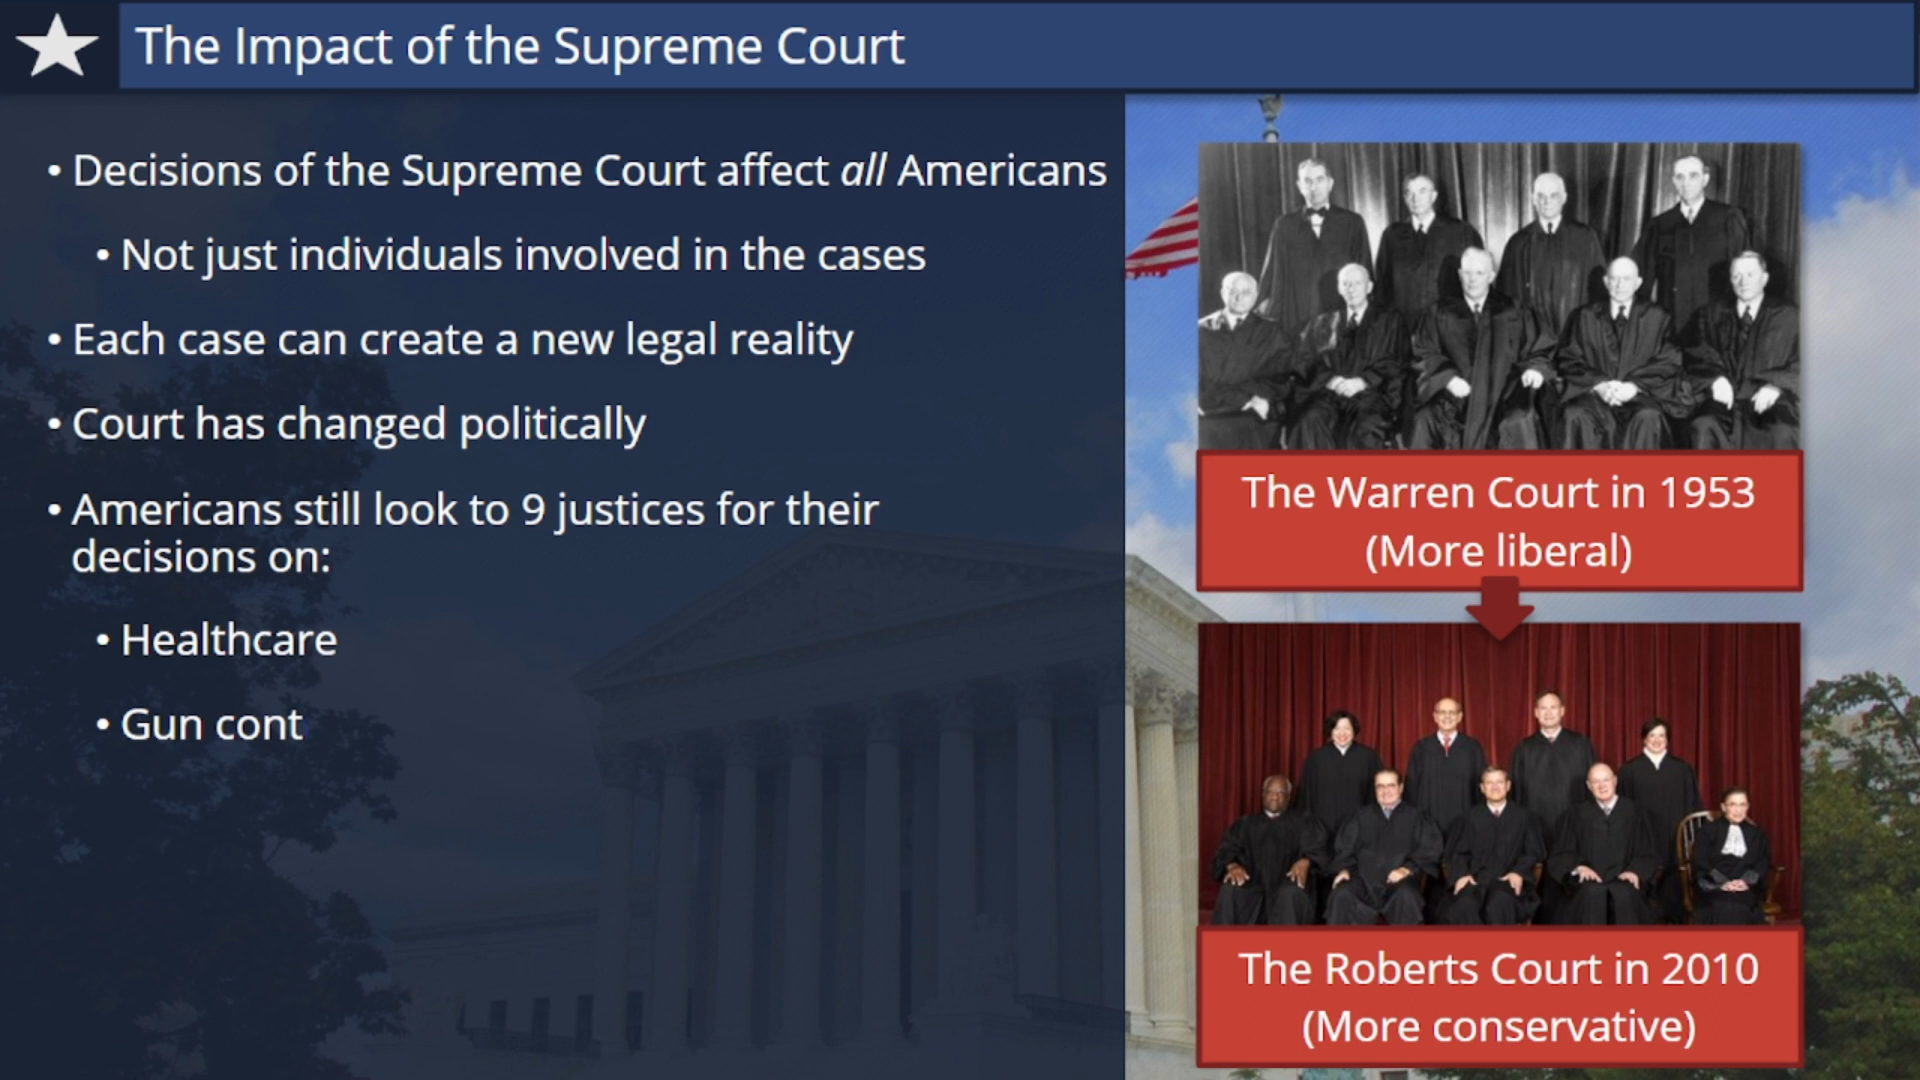 The Impact of the Supreme Court
• Decisions of the Supreme Court affect all Americans
• Not just individuals involved in the cases
• Each case can create a new legal reality
• Court has changed politically
• Americans still look to 9 justices for their
decisions on:
• Healthcare
• Gun cont
The Warren Court in 1953
(More liberal)
The Roberts Court in 2010
(More conservative)